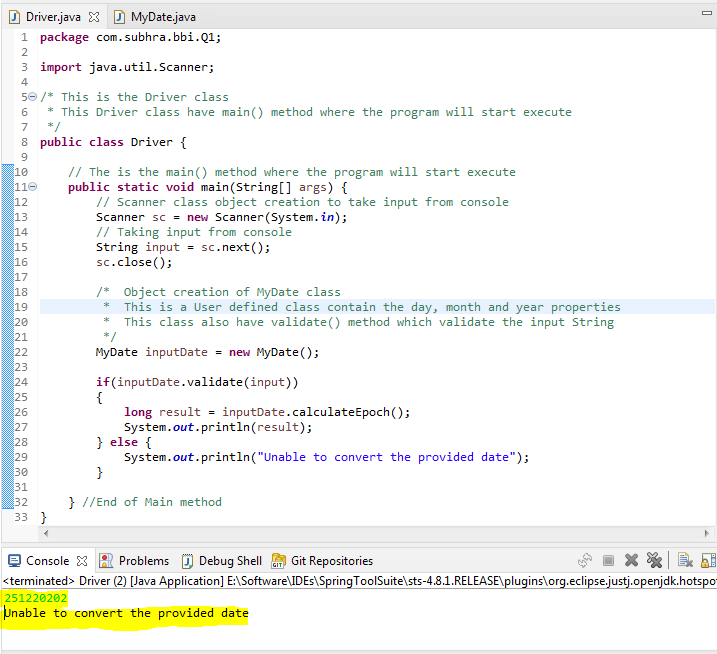 Driver.java MyDate.java
1 package com.subhra.bbi.Q1;
2
3 import java.util.Scanner;
4
5 /* This is the Driver class
6 * This Driver class have main() method where the program will start execute
7 */
8 public class Driver {
9
10 // The is the main() method where the program will start execute
11 public static void main(String[] args) {
12 // Scanner class object creation to take input from console
13 Scanner sc = new Scanner(System.in);
14 // Taking input from console
15 String input = sc.next();
16 sc.close();
17
18 /* Object creation of MyDate class
19 * This is a User defined class contain the day, month and year properties
20 * This class also have validate() method which validate the input String
21 */
22 MyDate inputDate = new MyDate();
23
24 if(inputDate.validate(input))
25 {
26 long result = inputDate.calculateEpoch();
27 System.out.println(result);
28 } else {
29 System.out.println("Unable to convert the provided date");
30 }
31
32 } //End of Main method
33 }
Console Problems Debug Shell Git Repositories
<terminated> Driver (2) [Java Application] E:\Software\IDEs\SpringToolSuite\sts-4.8.1.RELEASE\plugins\org.eclipse.justj.openjdk.hotspo
251220202
Unable to convert the provided date